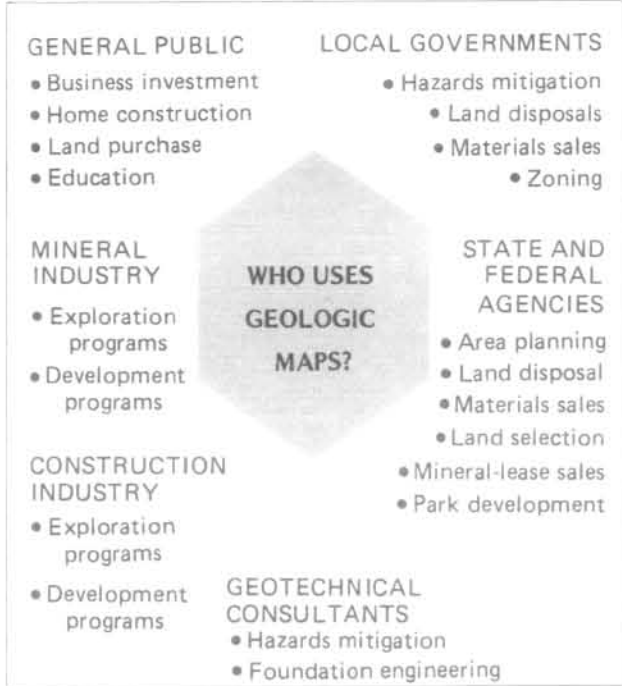 GENERAL PUBLIC
• Business investment
• Home construction
• Land purchase
• Education
LOCAL GOVERNMENTS
• Hazards mitigation
• Land disposals
• Materials sales
• Zoning
WHO USES
GEOLOGIC
MAPS?
MINERAL
INDUSTRY
• Exploration
programs
• Development
programs
STATE AND
FEDERAL
AGENCIES
• Area planning
• Land disposal
• Materials sales
• Land selection
• Mineral-lease sales
• Park development
CONSTRUCTION
INDUSTRY
• Exploration
programs
• Development
programs
GEOTECHNICAL
CONSULTANTS
• Hazards mitigation
• Foundation engineering